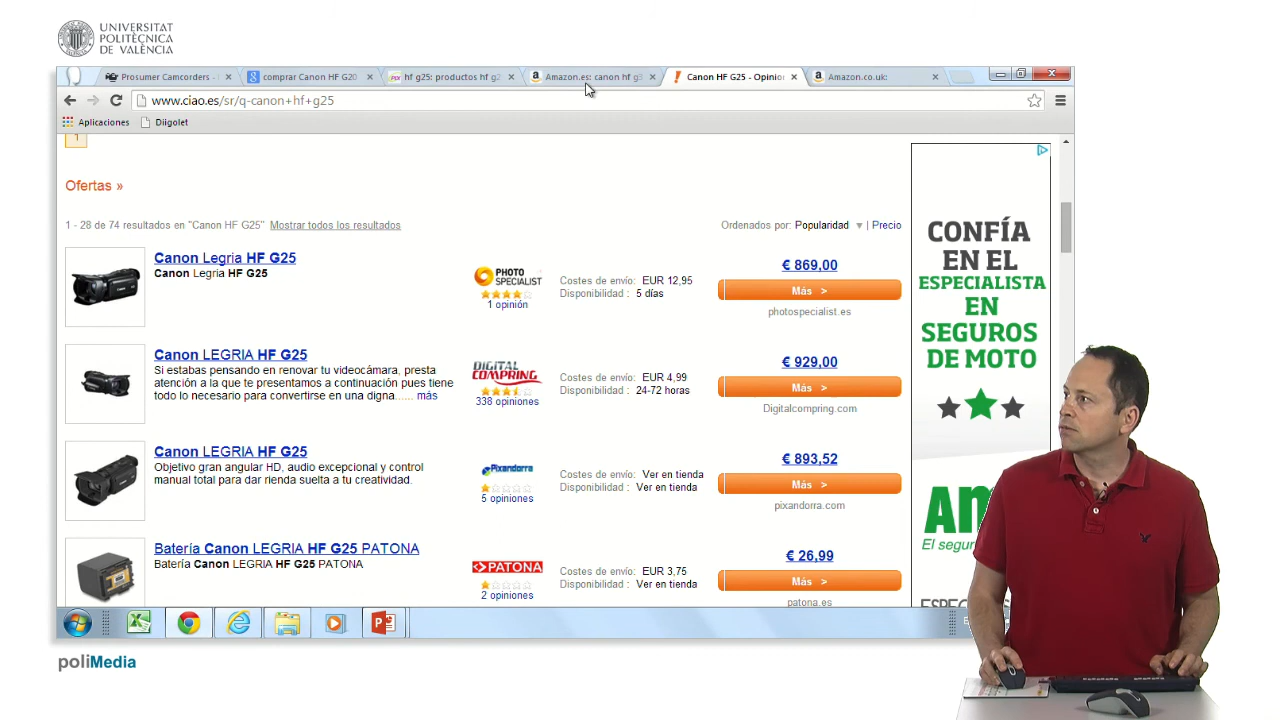 UNIVERSITAT
POLITÈCNICA
DE VALÈNCIA
Prosumer Camcorders -
comprar Canon HF G20
hf g25: productos hf g2
Amazon.es: canon hf g3
Canon HF G25 - Opinio
Amazon.co.uk:
www.ciao.es/sr/q-canon+hf+g25
Aplicaciones
Diigolet
1
Ofertas »
1 - 28 de 74 resultados en "Canon HF G25" Mostrar todos los resultados
Ordenados por: Popularidad ▼ | Precio
Canon Legria HF G25
Canon Legria HF G25
PHOTO
SPECIALIST
1 opinión
Costes de envío: EUR 12,95
Disponibilidad : 5 días
€ 869,00
Más >
photospecialist.es
Canon LEGRIA HF G25
Si estabas pensando en renovar tu videocámara, presta
atención a la que te presentamos a continuación pues tiene
todo lo necesario para convertirse en una digna...... más
DIGITAL
COMPRING
338 opiniones
Costes de envío: EUR 4,99
Disponibilidad : 24-72 horas
€ 929,00
Más >
Digitalcompring.com
Canon LEGRIA HF G25
Objetivo gran angular HD, audio excepcional y control
manual total para dar rienda suelta a tu creatividad.
Pixandorra
5 opiniones
Costes de envío: Ver en tienda
Disponibilidad : Ver en tienda
€ 893,52
Más >
pixandorra.com
Batería Canon LEGRIA HF G25 PATONA
Batería Canon LEGRIA HF G25 PATONA
PATONA
2 opiniones
Costes de envío: EUR 3,75
Disponibilidad : Ver en tienda
€ 26,99
Más >
patona.es
CONFÍA
EN EL
ESPECIALISTA
EN
SEGUROS
DE MOTO
El segur
poliMedia